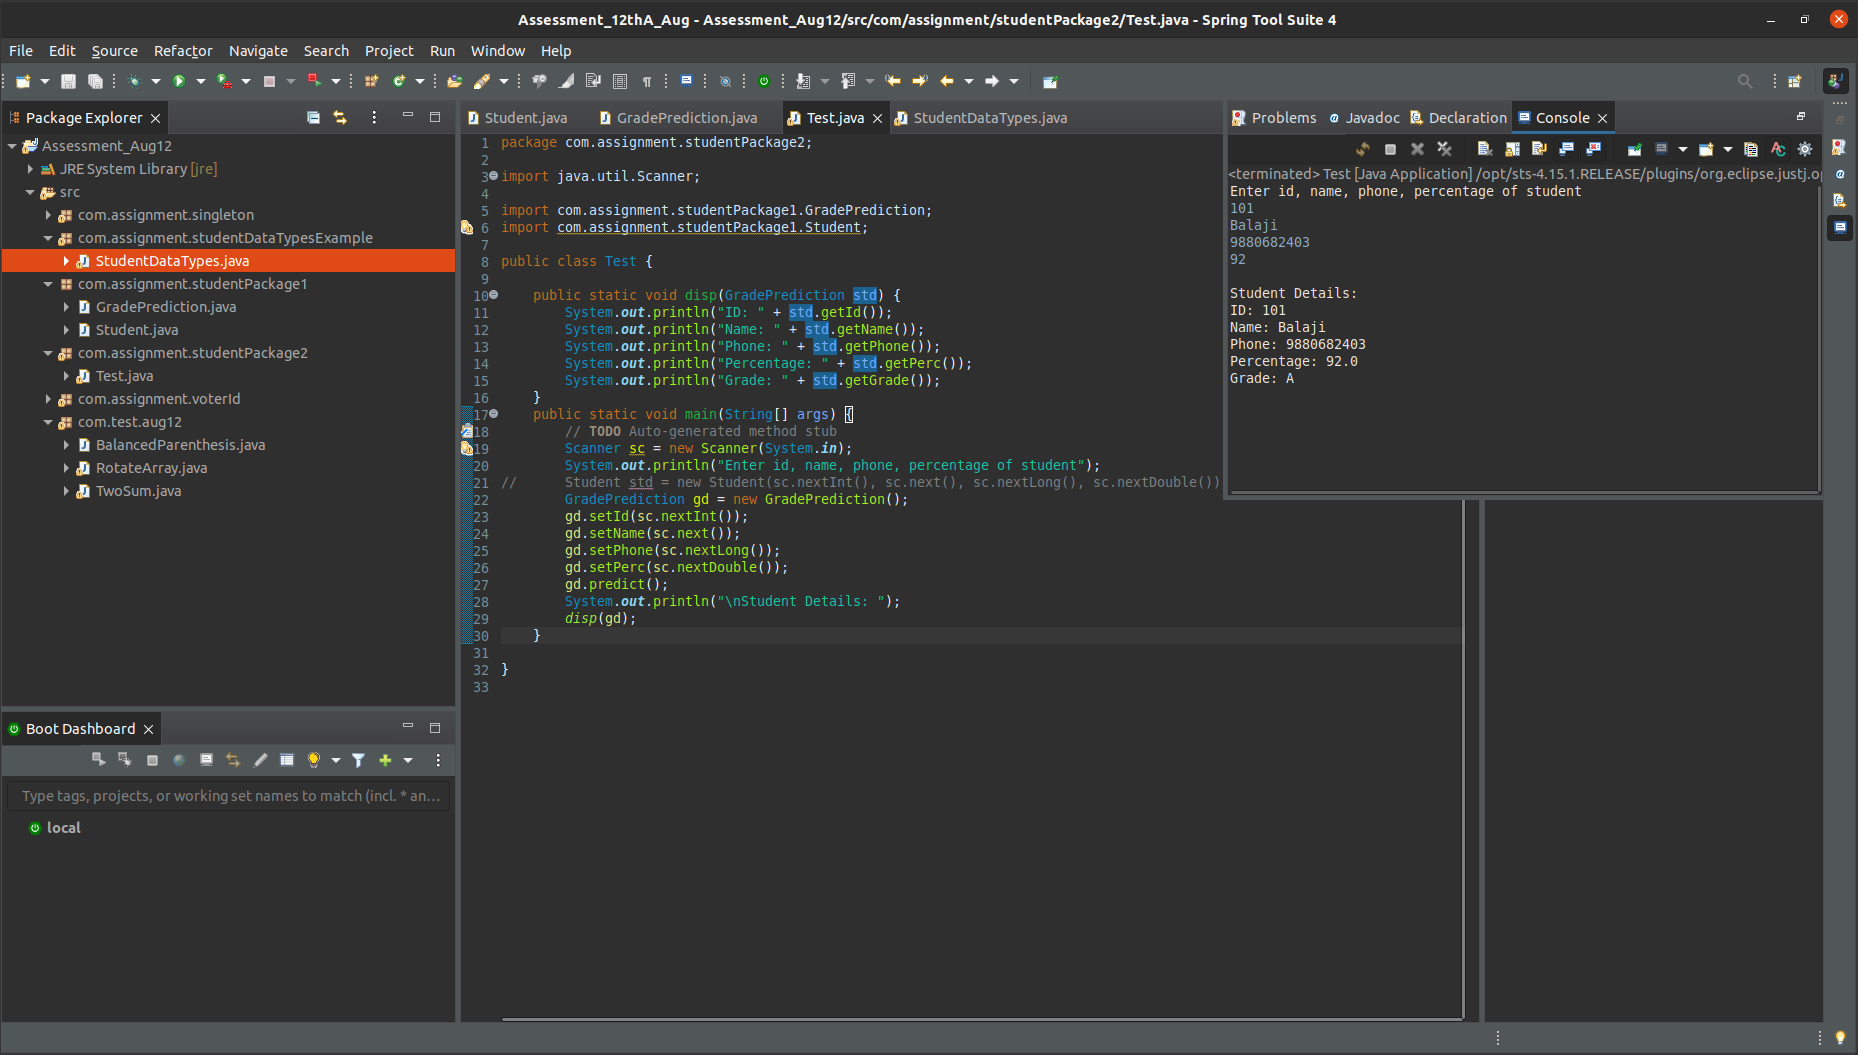 Assessment_12thA_Aug - Assessment_Aug12/src/com/assignment/studentPackage2/Test.java - Spring Tool Suite 4
File Edit Source Refactor Navigate Search Project Run Window Help
Package Explorer
Assessment_Aug12
JRE System Library [jre]
src
com.assignment.singleton
com.assignment.studentDataTypesExample
StudentDataTypes.java
com.assignment.studentPackage1
GradePrediction.java
Student.java
com.assignment.studentPackage2
Test.java
com.assignment.voterId
com.test.aug12
BalancedParenthesis.java
RotateArray.java
TwoSum.java
Boot Dashboard
Type tags, projects, or working set names to match (incl. * an...
local
Student.java GradePrediction.java Test.java StudentDataTypes.java
1 package com.assignment.studentPackage2;
2
3 import java.util.Scanner;
4
5 import com.assignment.studentPackage1.GradePrediction;
6 import com.assignment.studentPackage1.Student;
7
8 public class Test {
9
10 public static void disp(GradePrediction std) {
11 System.out.println("ID: " + std.getId());
12 System.out.println("Name: " + std.getName());
13 System.out.println("Phone: " + std.getPhone());
14 System.out.println("Percentage: " + std.getPerc());
15 System.out.println("Grade: " + std.getGrade());
16 }
17 public static void main(String[] args) {
18 // TODO Auto-generated method stub
19 Scanner sc = new Scanner(System.in);
20 System.out.println("Enter id, name, phone, percentage of student");
21 // Student std = new Student(sc.nextInt(), sc.next(), sc.nextLong(), sc.nextDouble())
22 GradePrediction gd = new GradePrediction();
23 gd.setId(sc.nextInt());
24 gd.setName(sc.next());
25 gd.setPhone(sc.nextLong());
26 gd.setPerc(sc.nextDouble());
27 gd.predict();
28 System.out.println("\nStudent Details: ");
29 disp(gd);
30 }
31
32 }
33
Problems Javadoc Declaration Console
<terminated> Test [Java Application] /opt/sts-4.15.1.RELEASE/plugins/org.eclipse.justj.op
Enter id, name, phone, percentage of student
101
Balaji
9880682403
92
Student Details:
ID: 101
Name: Balaji
Phone: 9880682403
Percentage: 92.0
Grade: A